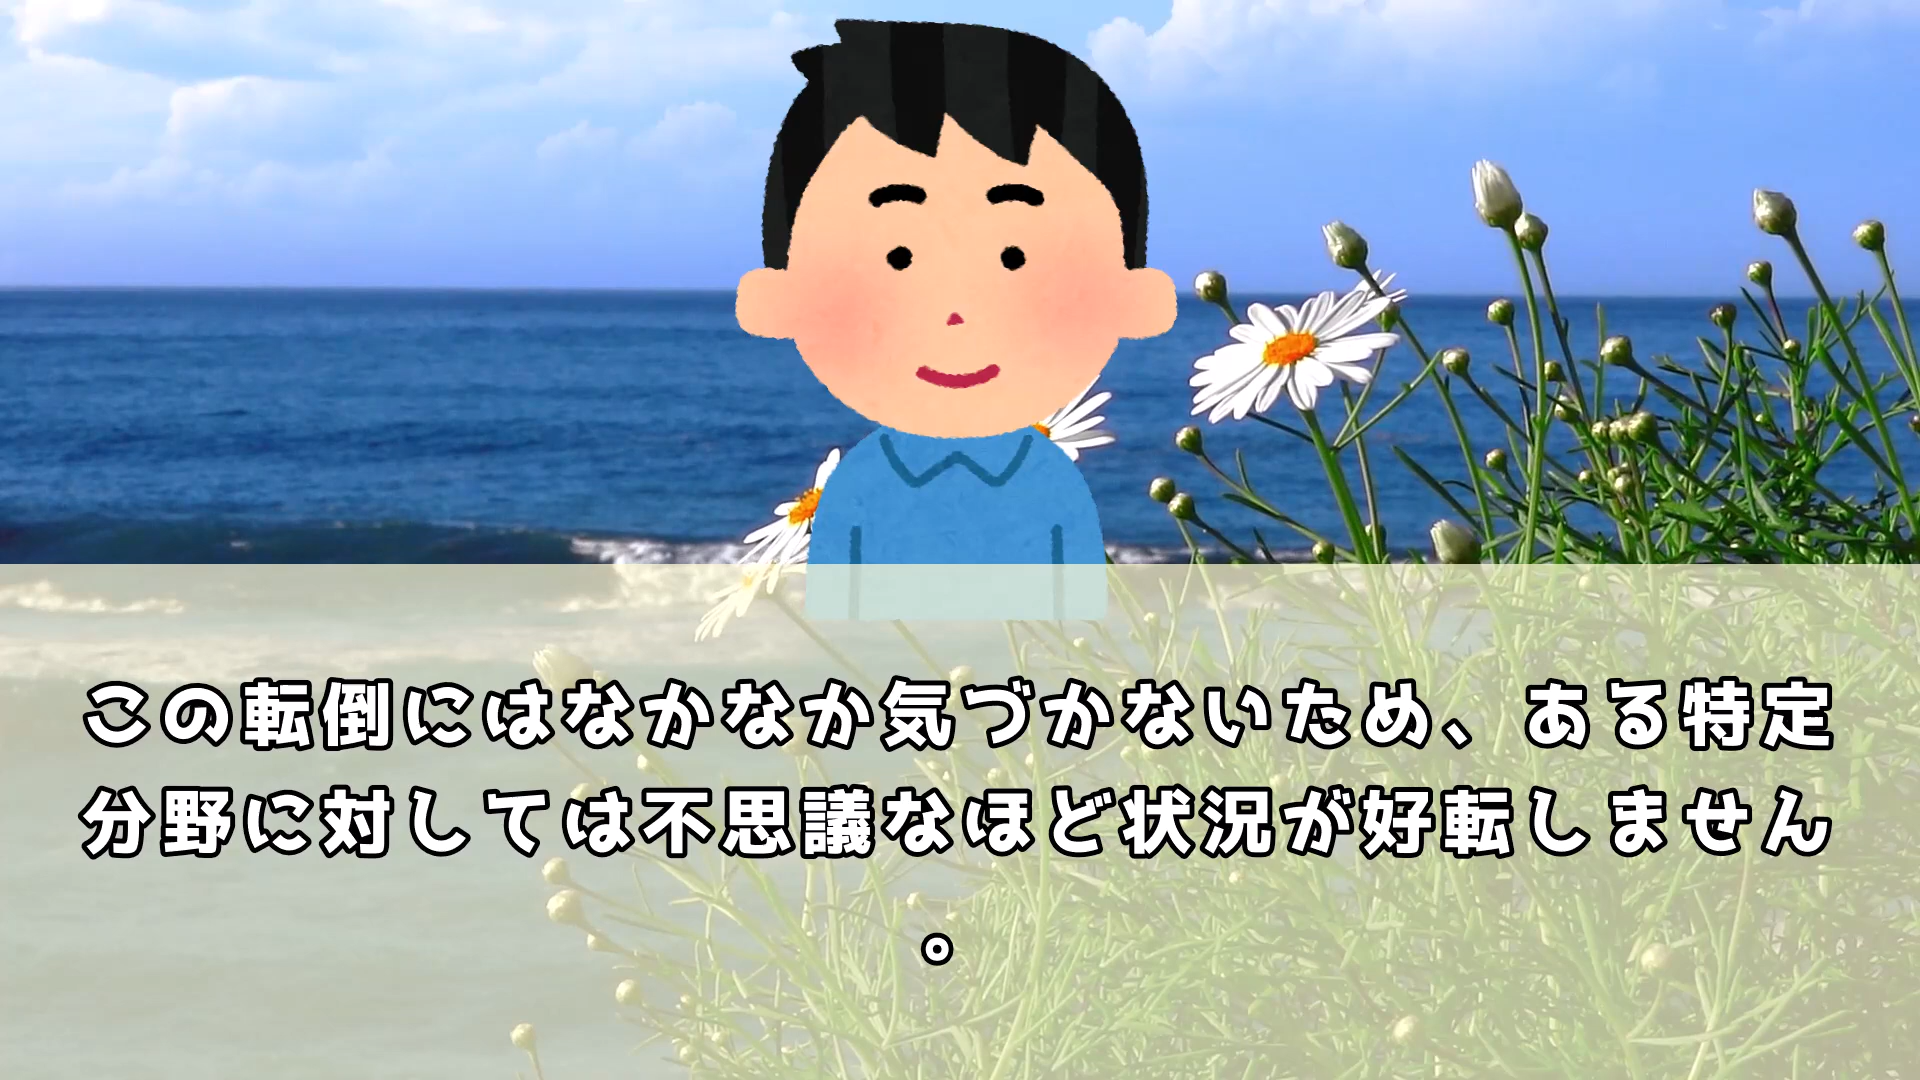 この転倒にはなかなか気づかないため、ある特定
分野に対しては不思議なほど状況が好転しません
。